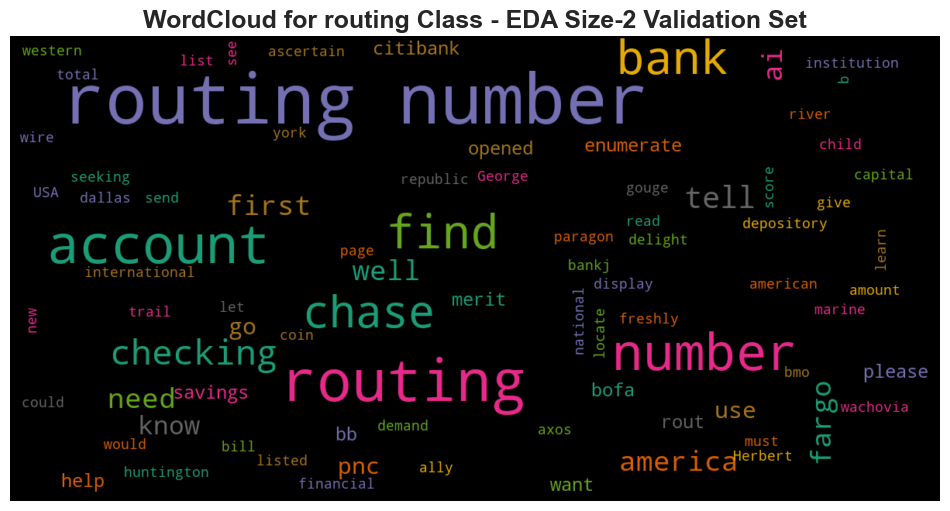 WordCloud for routing Class - EDA Size-2 Validation Set
western
list
see
ascertain
citibank
bank
ai
institution
total
routing number
b
river
wire
york
opened
enumerate
child
seeking
republic
George
gouge
tell
score
capital
USA
dallas
send
first
give
account
find
read
depository
page
paragon
delight
learn
international
well
bankj
display
american
amount
new
trail
let
go
coin
chase
merit
national
locate
freshly
marine
checking
number
routing
bofa
bmo
please
could
need
savings
know
use
fargo
wachovia
would
bill
bb
demand
axos
rout
must
help
huntington
listed
financial
pnc
ally
want
america
Herbert